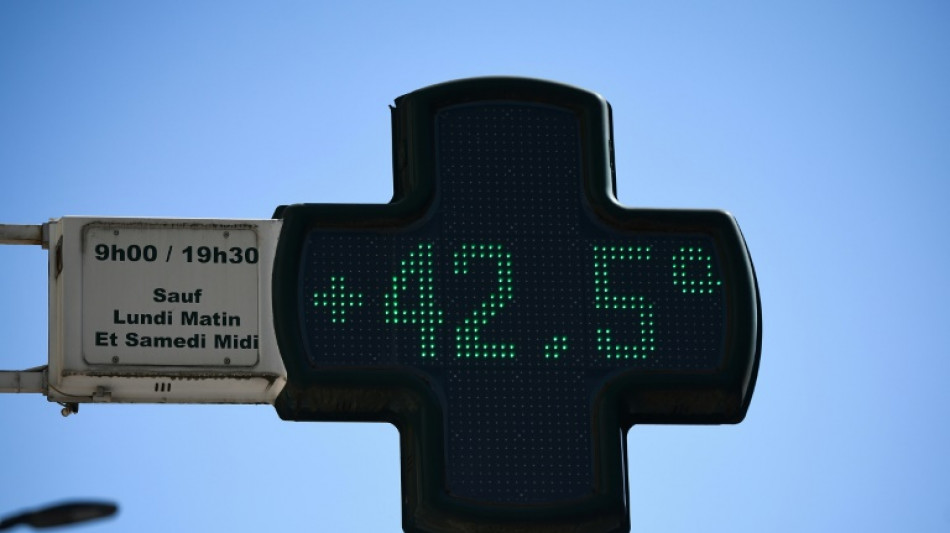 9h00 / 19h30
Sauf
Lundi Matin
Et Samedi Midi
+42.5°